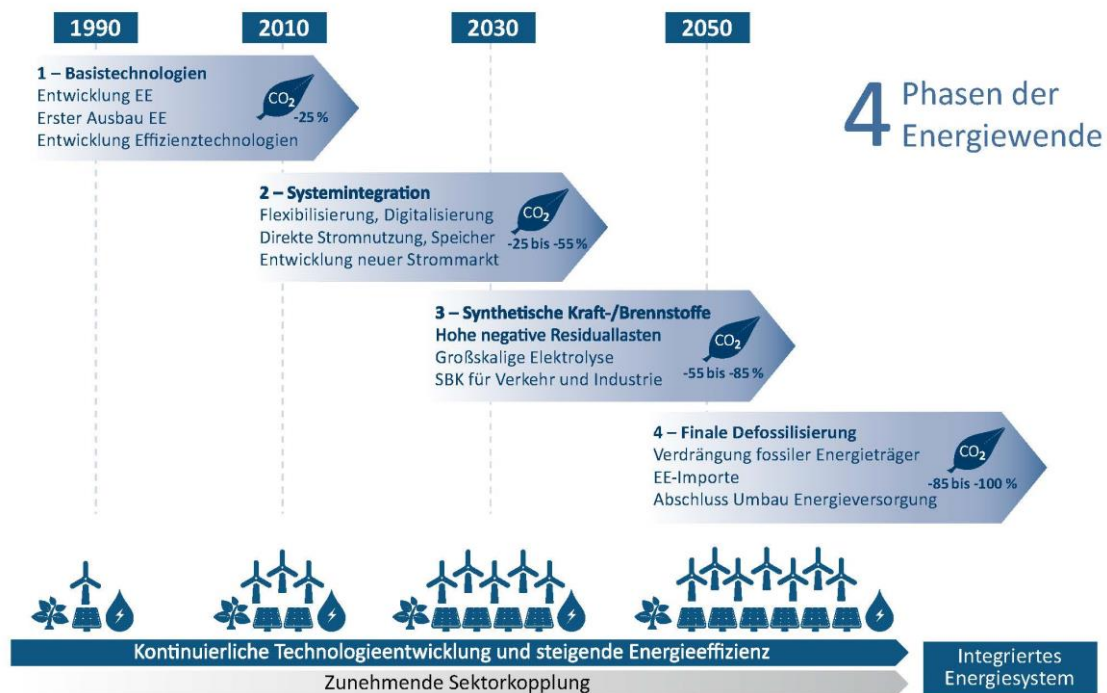 1990
2010
2030
2050
4 Phasen der
Energiewende
1 – Basistechnologien
Entwicklung EE
Erster Ausbau EE
Entwicklung Effizienztechnologien
CO₂
-25 %
2 – Systemintegration
Flexibilisierung, Digitalisierung
Direkte Stromnutzung, Speicher
Entwicklung neuer Strommarkt
CO₂
-25 bis -55 %
3 – Synthetische Kraft-/Brennstoffe
Hohe negative Residuallasten
Großskalige Elektrolyse
SBK für Verkehr und Industrie
CO₂
-55 bis -85 %
4 – Finale Defossilisierung
Verdrängung fossiler Energieträger
EE-Importe
Abschluss Umbau Energieversorgung
CO₂
-85 bis -100 %
Kontinuierliche Technologieentwicklung und steigende Energieeffizienz
Zunehmende Sektorkopplung
Integriertes
Energiesystem